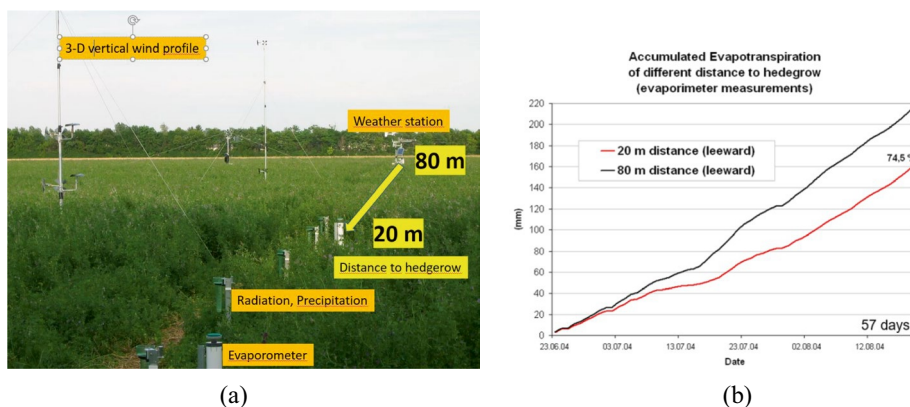 3-D vertical wind profile
Weather station
80 m
20 m
Distance to hedgerow
Radiation, Precipitation
Evaporometer
(a)
Accumulated Evapotranspiration
of different distance to hedegrow
(evaporimeter measurements)
220
200
180
160
140
120
100
80
60
40
20
0
(mm)
20 m distance (leeward)
80 m distance (leeward)
74,5
57 days
23.06.04 03.07.04 13.07.04 23.07.04 02.08.04 12.08.04
Date
(b)